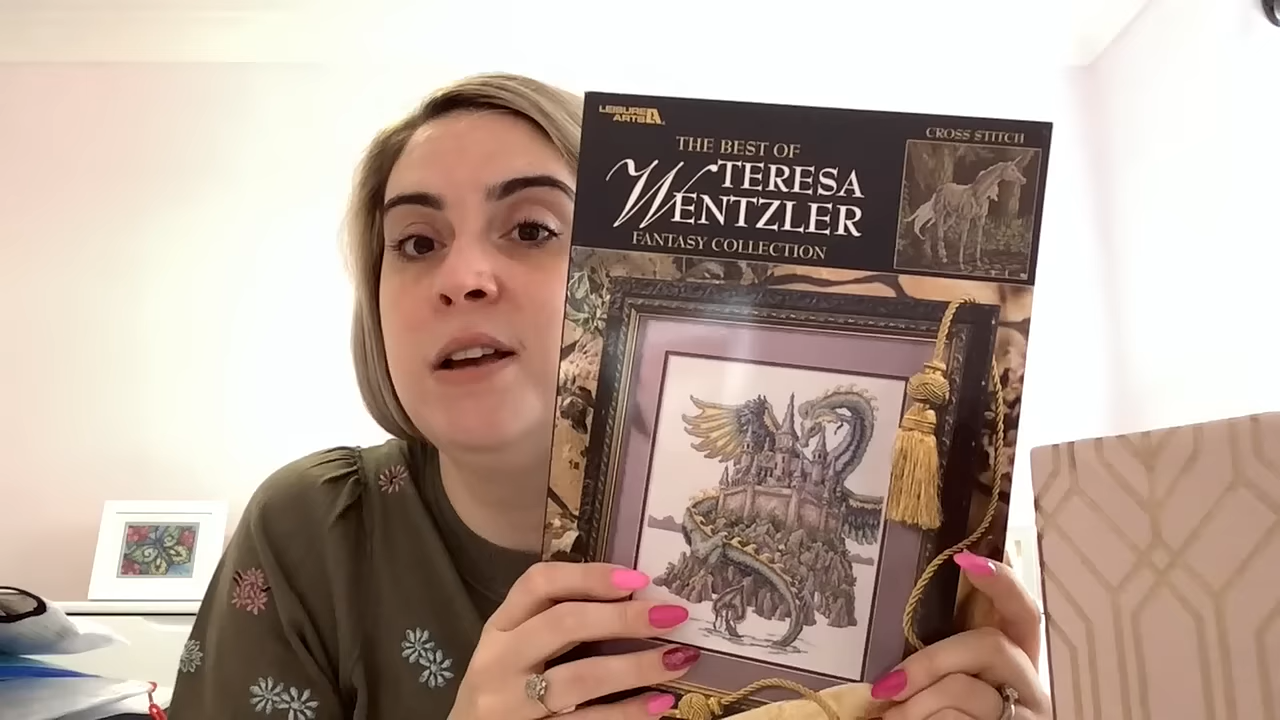 LEISURE
ARTS
CROSS STITCH
THE BEST OF
TERESA
WENTZLER
FANTASY COLLECTION